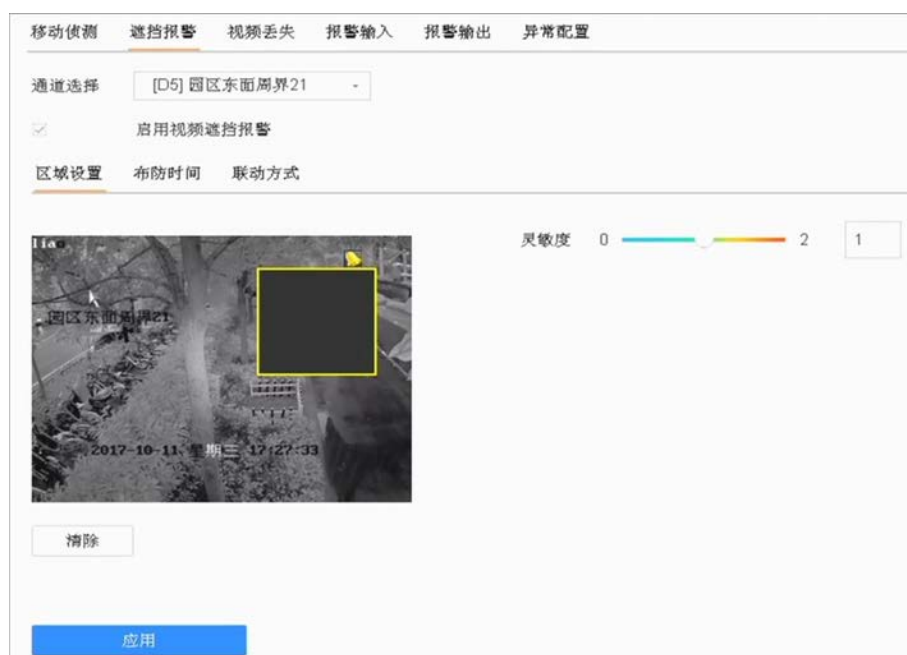 移动侦测 遮挡报警 视频丢失 报警输入 报警输出 异常配置
通道选择 [D5] 园区东面周界21
启用视频遮挡报警
区域设置 布防时间 联动方式
灵敏度 0 2 1
园区东面周界21
2017-10-11 星期三 17:27:33
清除
应用